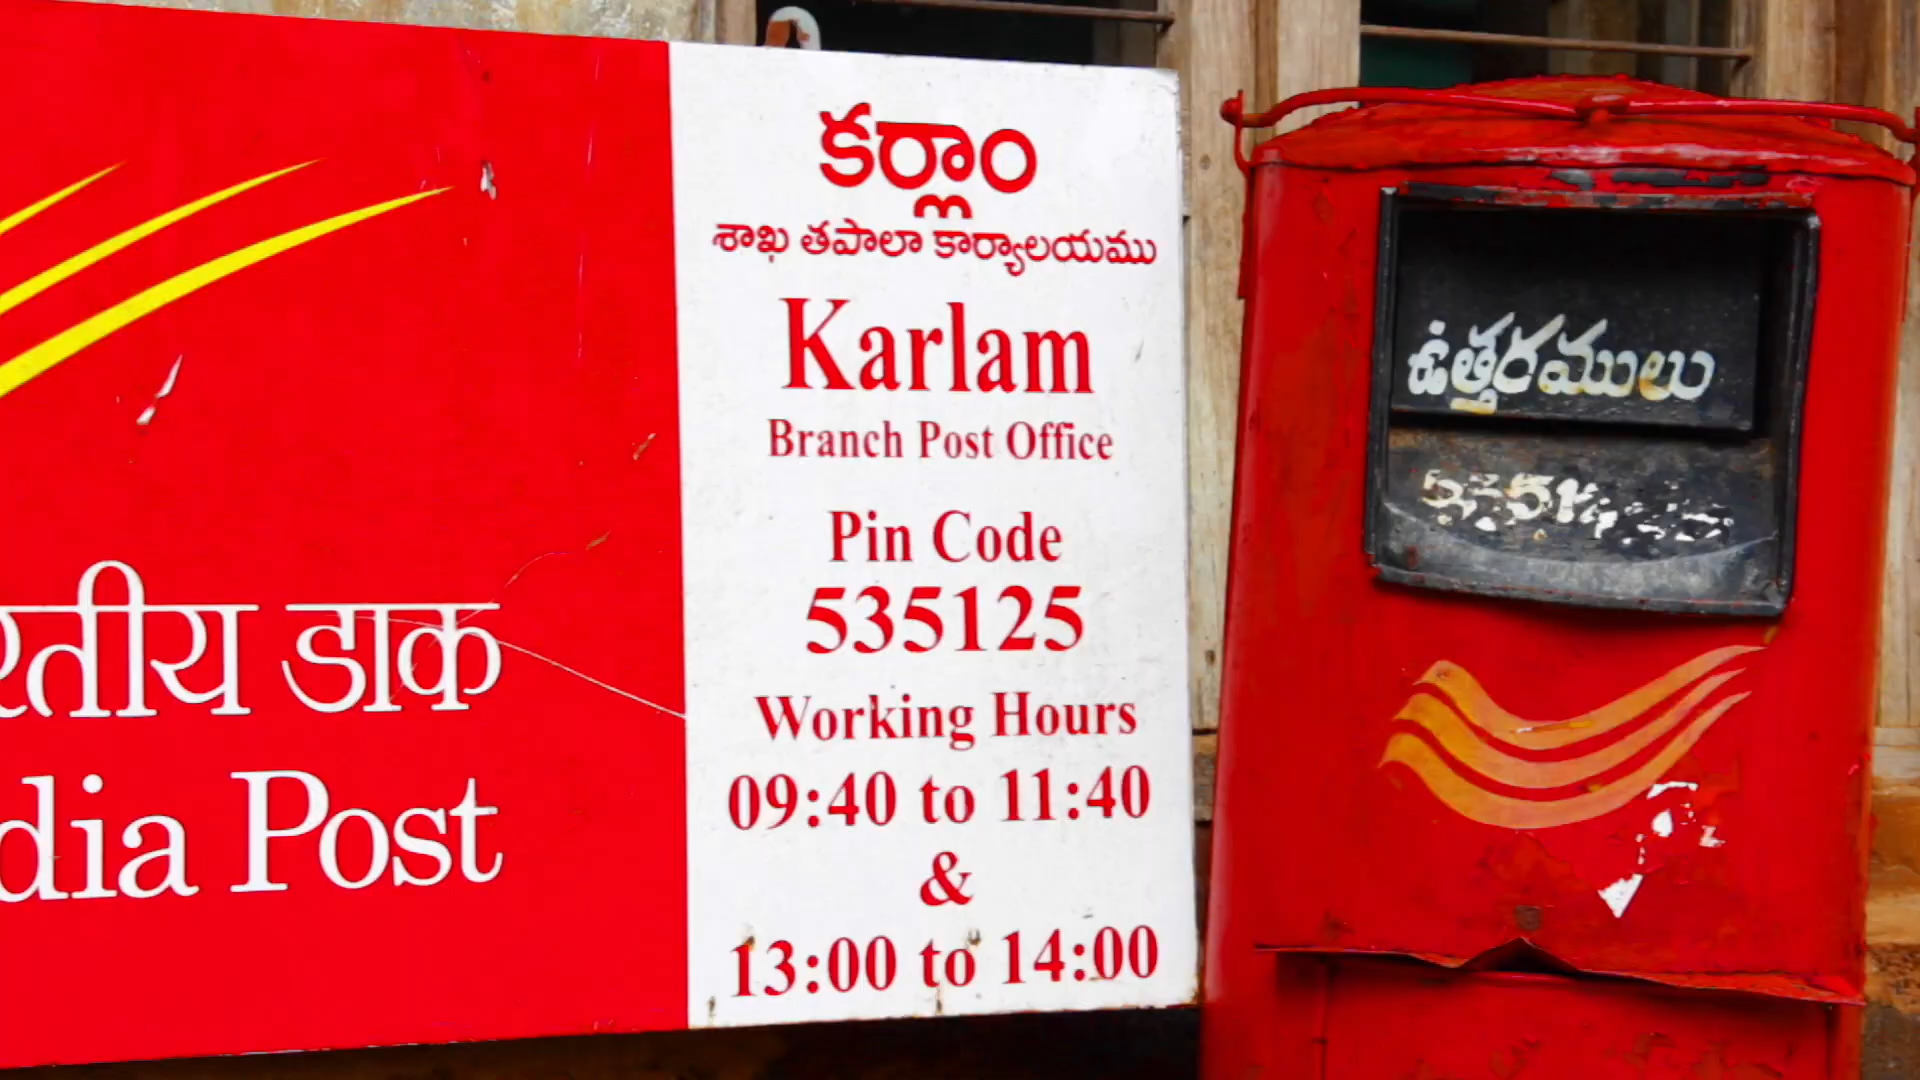 रतीय डाक
dia Post
కర్లాం
శాఖ తపాలా కార్యాలయము
Karlam
Branch Post Office
Pin Code
535125
Working Hours
09:40 to 11:40
&
13:00 to 14:00
ఉత్తరములు